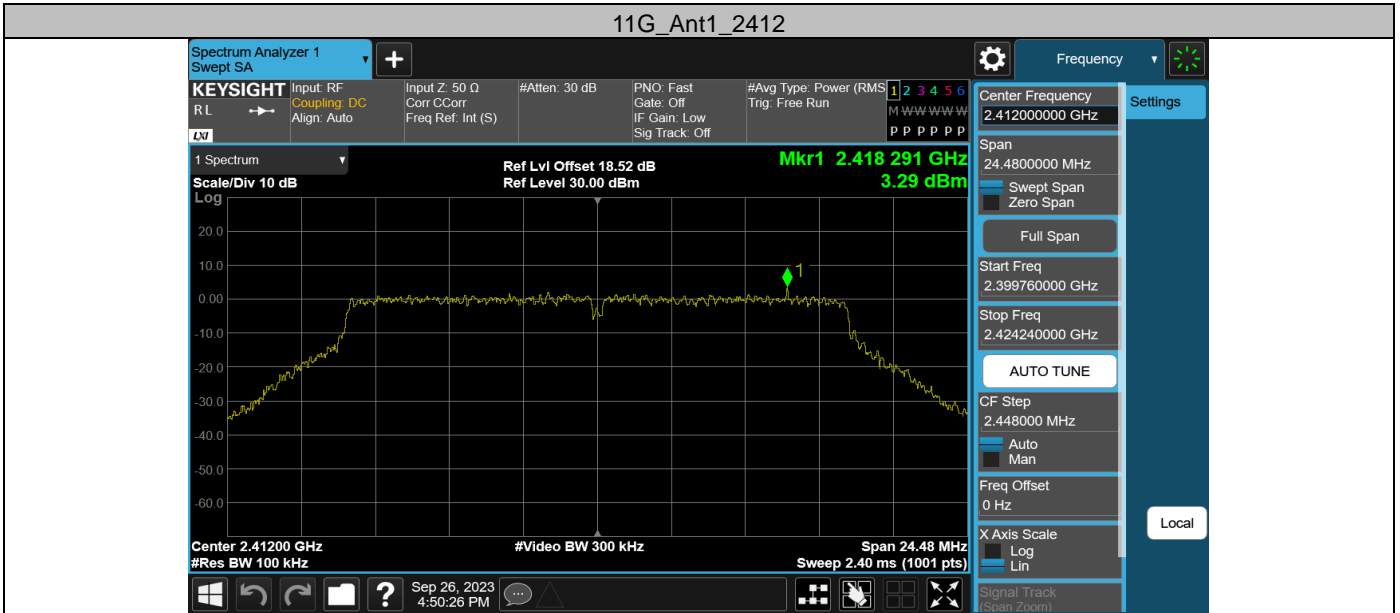 11G_Ant1_2412
Spectrum Analyzer 1
Swept SA
+
Frequency
KEYSIGHT
RL
LXI
Input: RF
Coupling: DC
Align: Auto
Input Z: 50 Ω
Corr CCorr
Freq Ref: Int (S)
#Atten: 30 dB
PNO: Fast
Gate: Off
IF Gain: Low
Sig Track: Off
#Avg Type: Power (RMS
Trig: Free Run
1 2 3 4 5 6
M W W W W W
P P P P P P
1 Spectrum
Scale/Div 10 dB
Ref Lvl Offset 18.52 dB
Ref Level 30.00 dBm
Mkr1 2.418 291 GHz
3.29 dBm
Log
20.0
10.0
0.00
-10.0
-20.0
-30.0
-40.0
-50.0
-60.0
1
Center 2.41200 GHz
#Res BW 100 kHz
#Video BW 300 kHz
Span 24.48 MHz
Sweep 2.40 ms (1001 pts)
Center Frequency
2.412000000 GHz
Span
24.4800000 MHz
Swept Span
Zero Span
Full Span
Start Freq
2.399760000 GHz
Stop Freq
2.424240000 GHz
AUTO TUNE
CF Step
2.448000 MHz
Auto
Man
Freq Offset
0 Hz
X Axis Scale
Log
Lin
Signal Track
(Span Zoom)
Settings
Local
?
Sep 26, 2023
4:50:26 PM